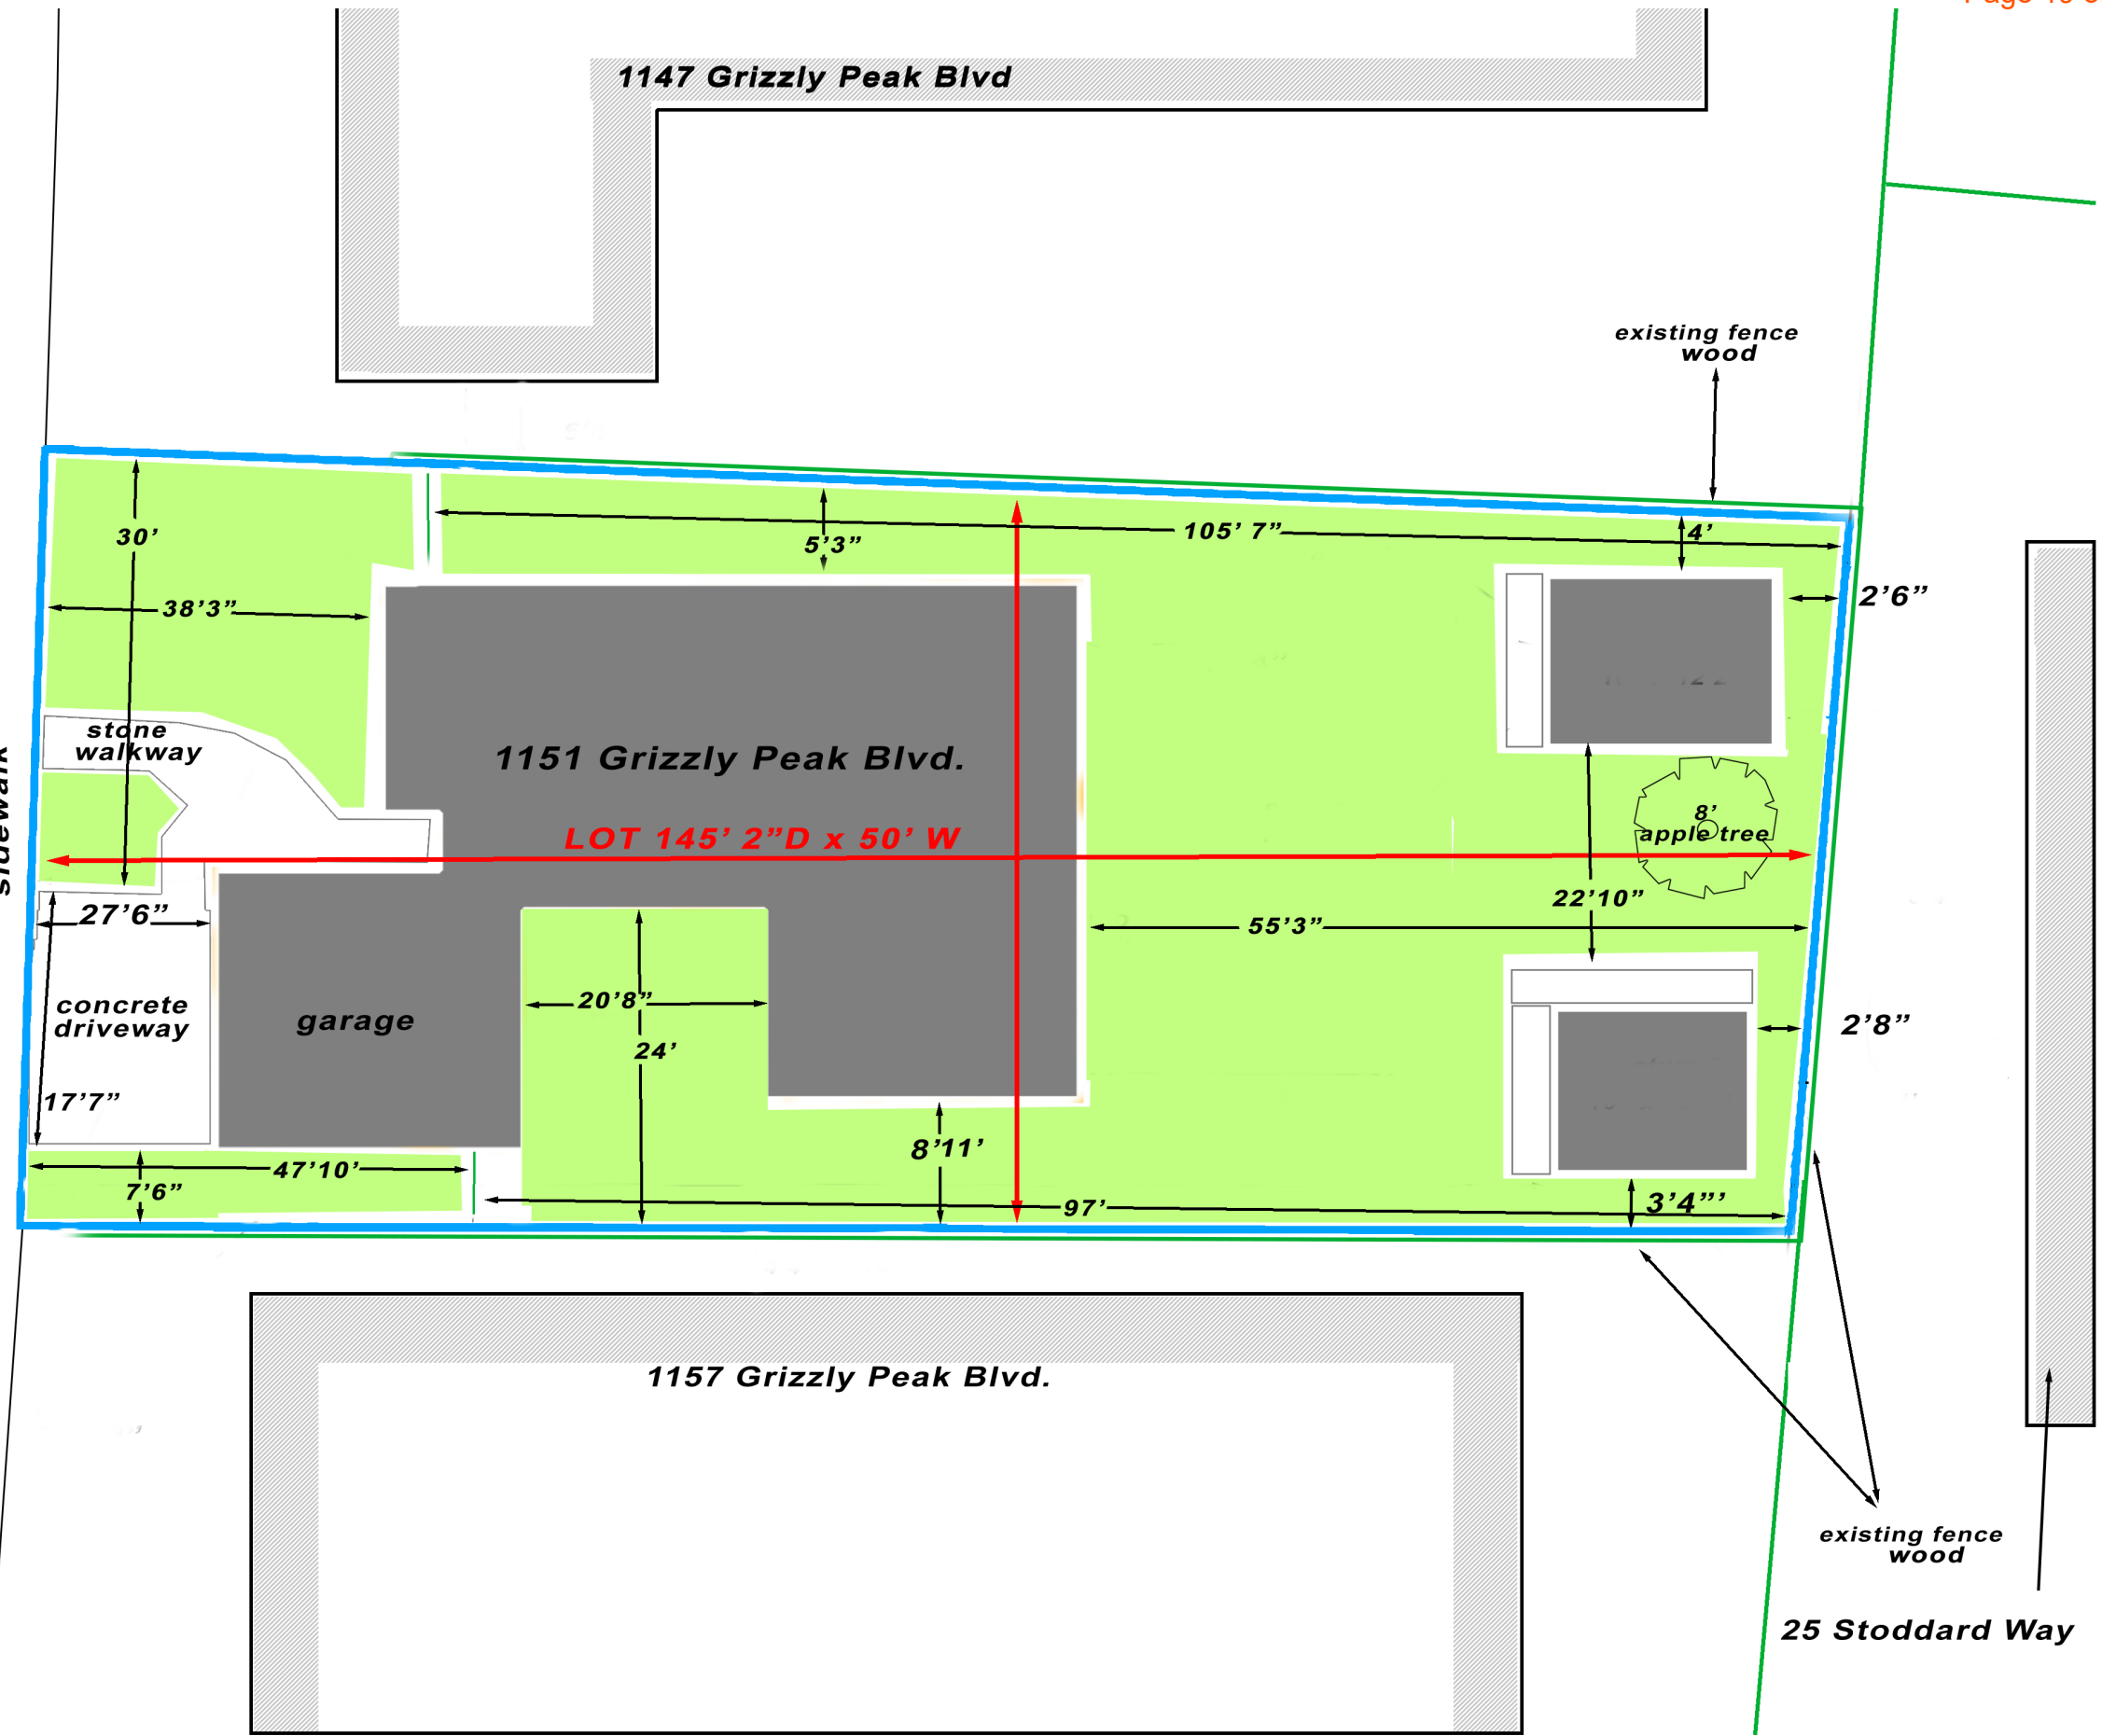 1147 Grizzly Peak Blvd
existing fence
wood
30’
5’3”
105’ 7”
4’
2’6”
38’3”
stone
walkway
1151 Grizzly Peak Blvd.
LOT 145’ 2”D x 50’ W
8’
apple tree
sidewalk
27’6”
22’10”
55’3”
concrete
driveway
garage
20’8”
24’
2’8”
17’7”
8’11’
47’10’
7’6”
97’
3’4”’
1157 Grizzly Peak Blvd.
existing fence
wood
25 Stoddard Way